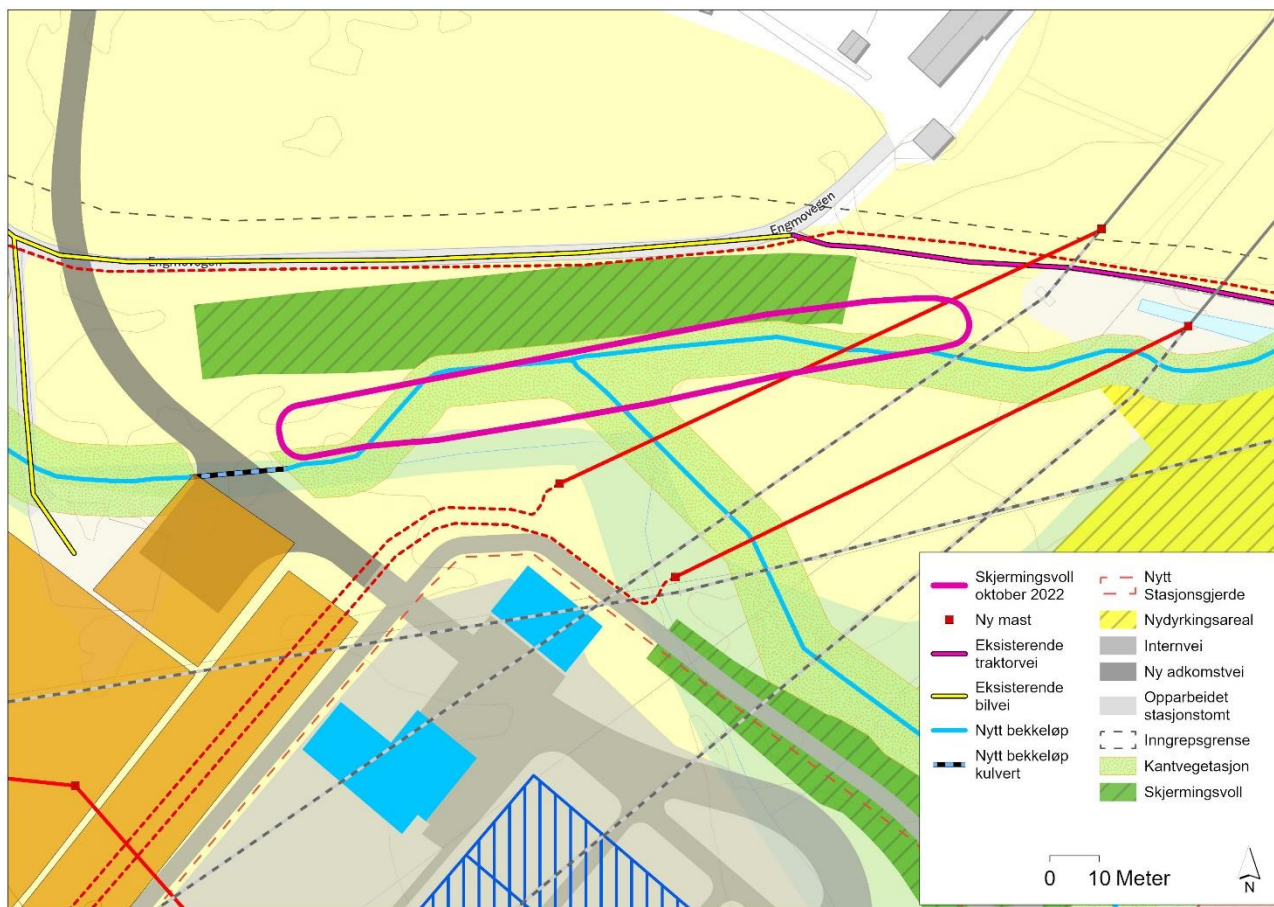 Engmovegen
Engmovegen
Skjermingsvoll
oktober 2022
Ny mast
Eksisterende
traktorvei
Eksisterende
bilvei
Nytt bekkeløp
Nytt bekkeløp
kulvert
Nytt
Stasjonsgjerde
Nydyrkingsareal
Internvei
Ny adkomstvei
Opparbeidet
stasjonstomt
Inngrepsgrense
Kantvegetasjon
Skjermingsvoll
0 10 Meter
N